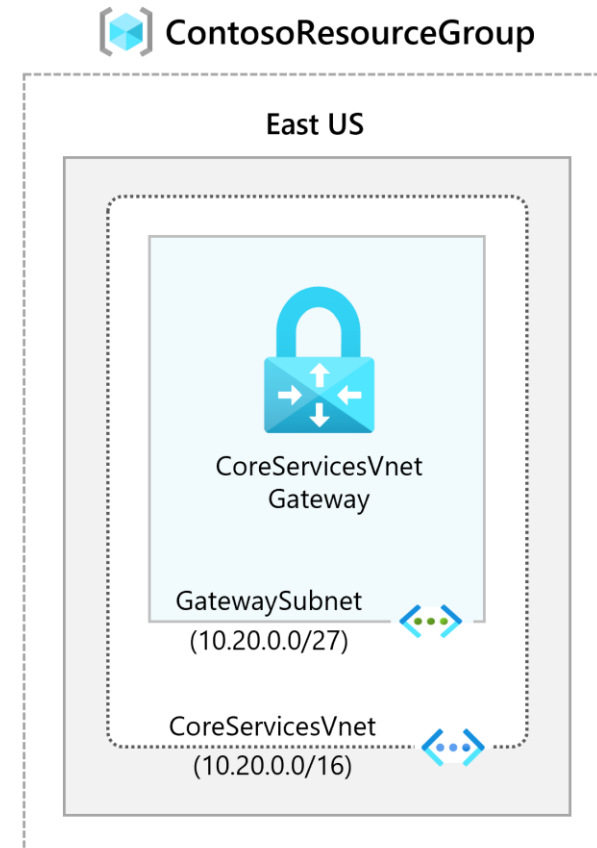 ContosoResourceGroup
East US
CoreServicesVnet
Gateway
GatewaySubnet
(10.20.0.0/27)
CoreServicesVnet
(10.20.0.0/16)